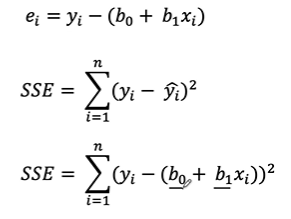 eᵢ = yᵢ − (b₀ + b₁xᵢ)
SSE = ∑ᵢ₌₁ⁿ (yᵢ − ŷᵢ)²
SSE = ∑ᵢ₌₁ⁿ (yᵢ − (b₀ + b₁xᵢ))²